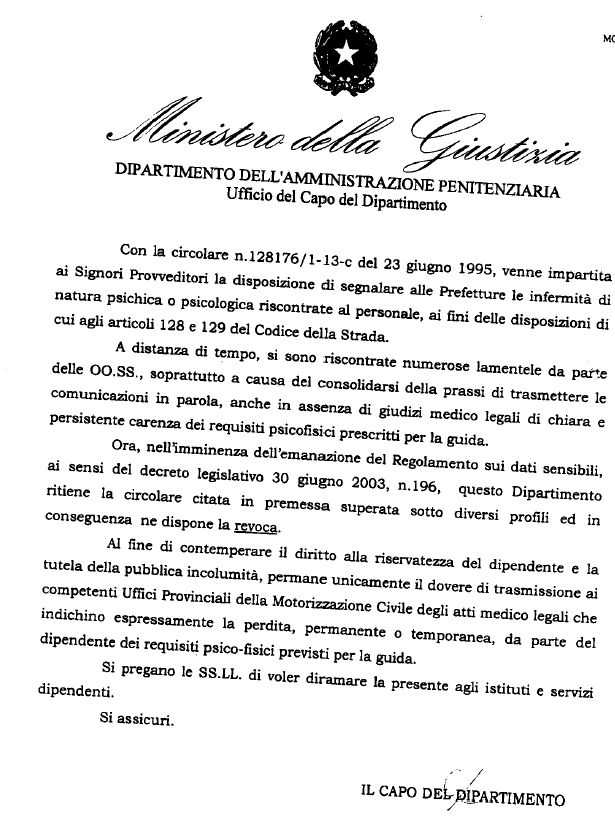 MO
Ministero della Giustizia
DIPARTIMENTO DELL'AMMINISTRAZIONE PENITENZIARIA
Ufficio del Capo del Dipartimento
Con la circolare n.128176/1-13-c del 23 giugno 1995, venne impartita
ai Signori Provveditori la disposizione di segnalare alle Prefetture le infermità di
natura psichica o psicologica riscontrate al personale, ai fini delle disposizioni di
cui agli articoli 128 e 129 del Codice della Strada.
A distanza di tempo, si sono riscontrate numerose lamentele da parte
delle OO.SS., soprattutto a causa del consolidarsi della prassi di trasmettere le
comunicazioni in parola, anche in assenza di giudizi medico legali di chiara e
persistente carenza dei requisiti psicofisici prescritti per la guida.
Ora, nell'imminenza dell'emanazione del Regolamento sui dati sensibili,
ai sensi del decreto legislativo 30 giugno 2003, n.196, questo Dipartimento
ritiene la circolare citata in premessa superata sotto diversi profili ed in
conseguenza ne dispone la revoca.
Al fine di contemperare il diritto alla riservatezza del dipendente e la
tutela della pubblica incolumità, permane unicamente il dovere di trasmissione ai
competenti Uffici Provinciali della Motorizzazione Civile degli atti medico legali che
indichino espressamente la perdita, permanente o temporanea, da parte del
dipendente dei requisiti psico-fisici previsti per la guida.
Si pregano le SS.LL. di voler diramare la presente agli istituti e servizi
dipendenti.
Si assicuri.
IL CAPO DEL DIPARTIMENTO